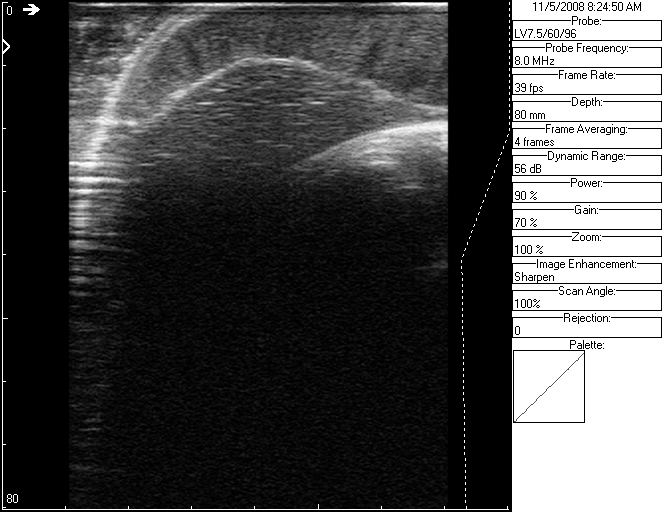 0
80
11/5/2008 8:24:50 AM
Probe:
LV7.5/60/96
Probe Frequency:
8.0 MHz
Frame Rate:
39 fps
Depth:
80 mm
Frame Averaging:
4 frames
Dynamic Range:
56 dB
Power:
90 %
Gain:
70 %
Zoom:
100 %
Image Enhancement:
Sharpen
Scan Angle:
100%
Rejection:
0
Palette: